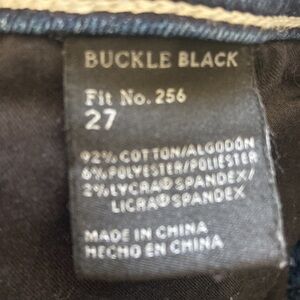 BUCKLE BLACK
Fit No. 256
27
92% COTTON/ALGODÓN
6% POLYESTER/POLIÉSTER
2% LYCRA® SPANDEX/
LICRA® SPANDEX
MADE IN CHINA
HECHO EN CHINA